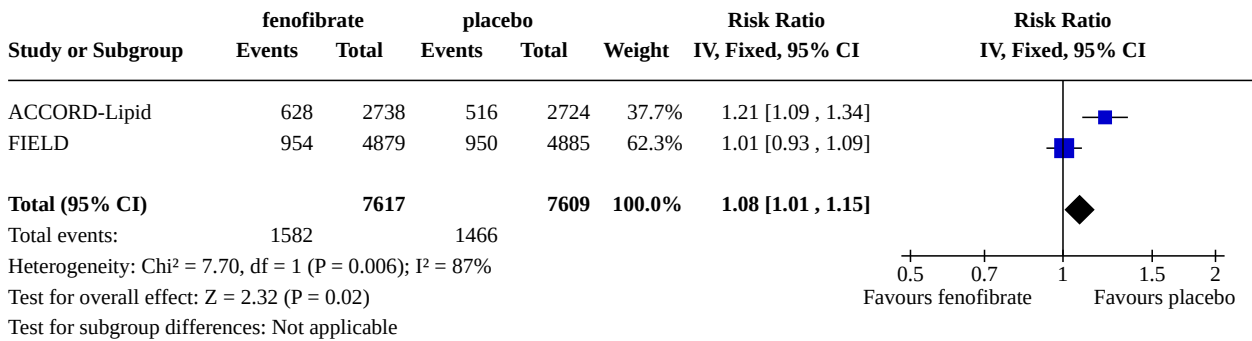 fenofibrate placebo Risk Ratio Risk Ratio
Study or Subgroup Events Total Events Total Weight IV, Fixed, 95% CI IV, Fixed, 95% CI
ACCORD-Lipid 628 2738 516 2724 37.7% 1.21 [1.09 , 1.34]
FIELD 954 4879 950 4885 62.3% 1.01 [0.93 , 1.09]
Total (95% CI) 7617 7609 100.0% 1.08 [1.01 , 1.15]
Total events: 1582 1466
Heterogeneity: Chi² = 7.70, df = 1 (P = 0.006); I² = 87%
0.5 0.7 1 1.5 2
Test for overall effect: Z = 2.32 (P = 0.02)
Favours fenofibrate Favours placebo
Test for subgroup differences: Not applicable